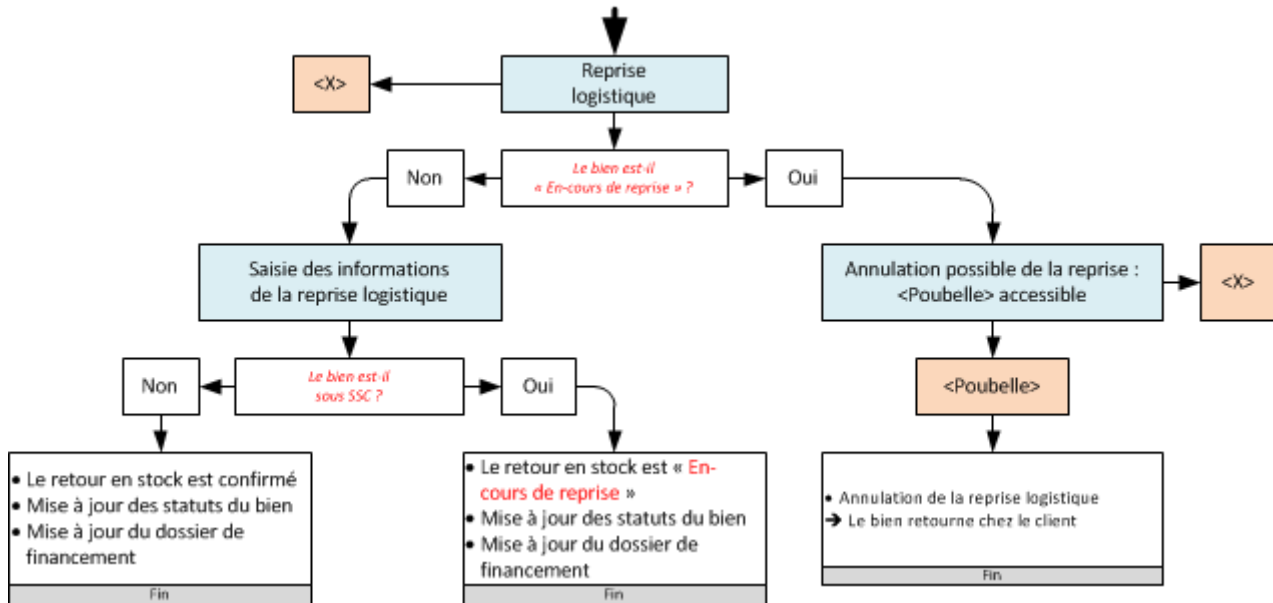 <X>
Reprise
logistique
Non
Le bien est-il
« En-cours de reprise » ?
Oui
Saisie des informations
de la reprise logistique
Annulation possible de la reprise :
<Poubelle> accessible
<X>
Non
Le bien est-il
sous SSC ?
Oui
<Poubelle>
• Le retour en stock est confirmé
• Mise à jour des statuts du bien
• Mise à jour du dossier de
financement
Fin
• Le retour en stock est « En-
cours de reprise »
• Mise à jour des statuts du bien
• Mise à jour du dossier de
financement
Fin
• Annulation de la reprise logistique
➔ Le bien retourne chez le client
Fin